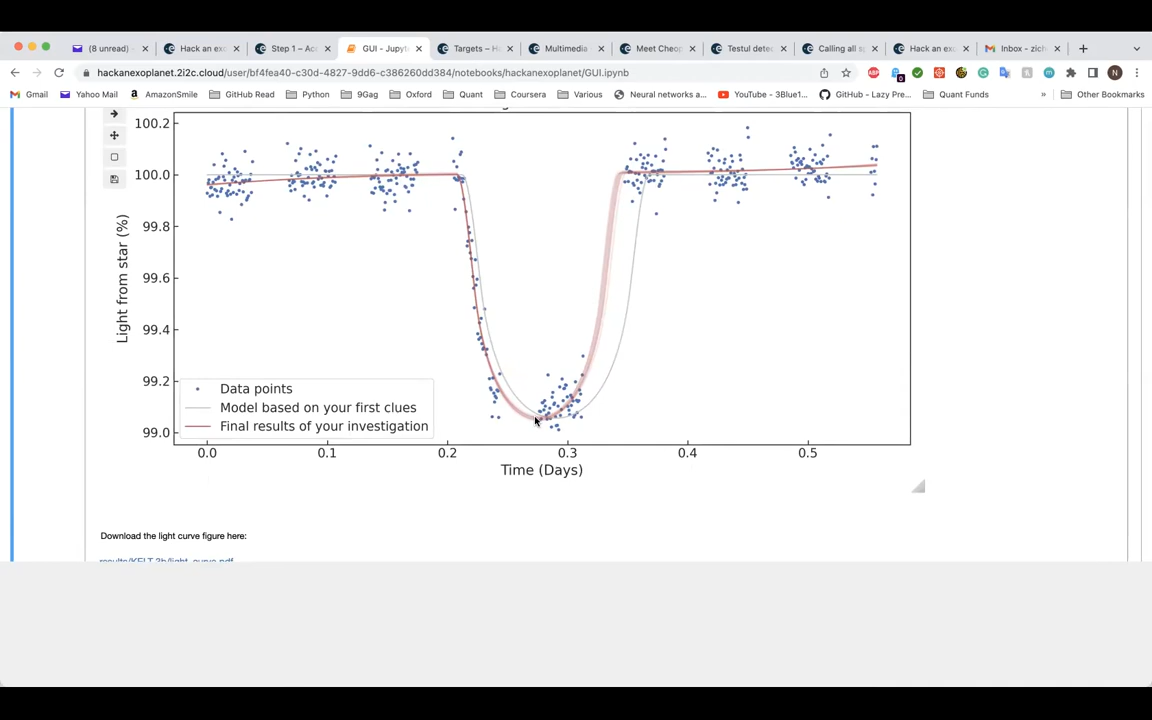 (8 unread) -
Hack an ex
Step 1 – Ac
GUI - Jupyt
Targets – H
Multimedia
Meet Cheop
Testul dete
Calling all s
Hack an ex
Inbox - zich
hackanexoplanet.2i2c.cloud/user/bf4fea40-c30d-4827-9dd6-c386260dd384/notebooks/hackanexoplanet/GUI.ipynb
N
Gmail
Yahoo Mail
AmazonSmile
GitHub Read
Python
9Gag
Oxford
Quant
Coursera
Various
Neural networks a...
YouTube - 3Blue1...
GitHub - Lazy Pre...
Quant Funds
»
Other Bookmarks
100.2
100.0
99.8
99.6
99.4
99.2
99.0
Light from star (%)
Data points
Model based on your first clues
Final results of your investigation
0.0 0.1 0.2 0.3 0.4 0.5
Time (Days)
Download the light curve figure here: